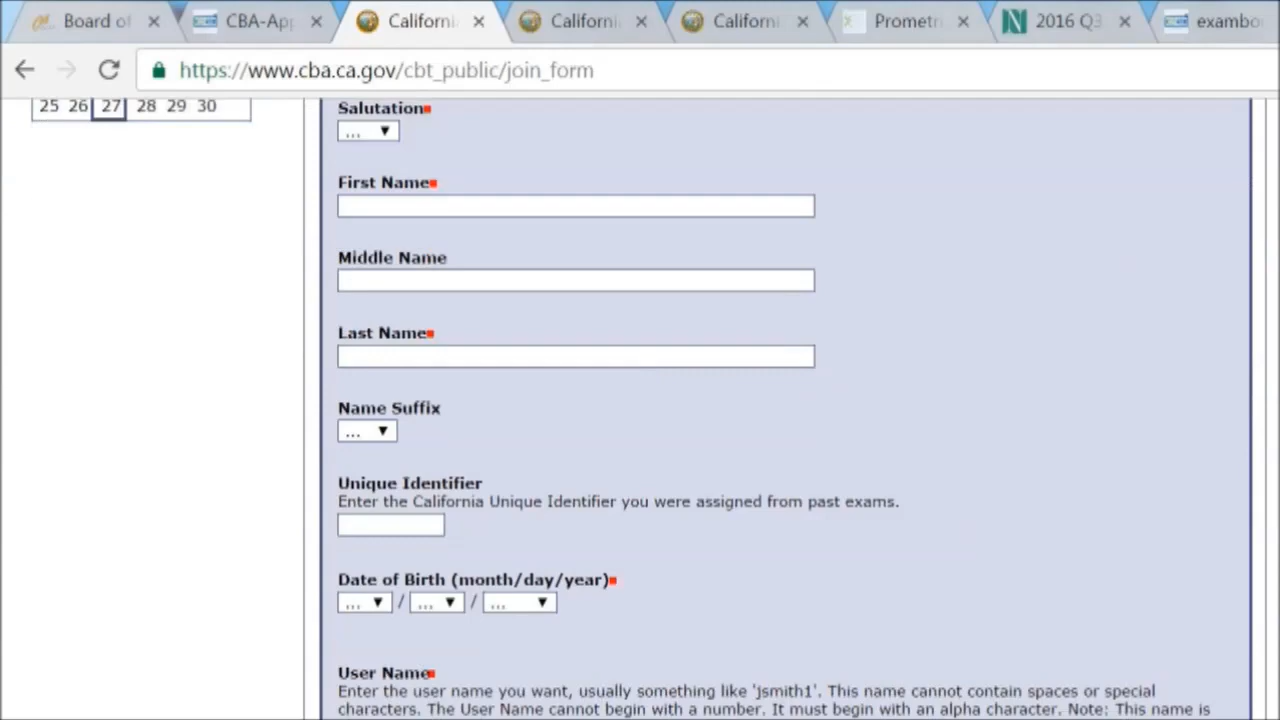 Board of
CBA-App
Californi
Californi
Californi
Prometri
2016 Q3
exambo
https://www.cba.ca.gov/cbt_public/join_form
25 26 27 28 29 30
Salutation
...
First Name
Middle Name
Last Name
Name Suffix
...
Unique Identifier
Enter the California Unique Identifier you were assigned from past exams.
Date of Birth (month/day/year)
... / ... / ...
User Name
Enter the user name you want, usually something like 'jsmith1'. This name cannot contain spaces or special
characters. The User Name cannot begin with a number. It must begin with an alpha character. Note: This name is